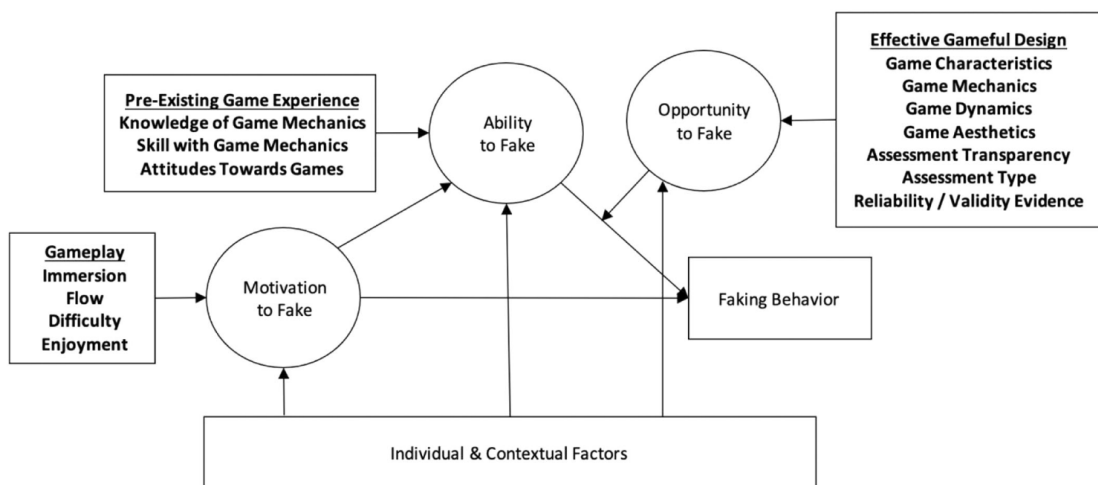 Effective Gameful Design
Game Characteristics
Game Mechanics
Game Dynamics
Game Aesthetics
Assessment Transparency
Assessment Type
Reliability / Validity Evidence
Pre-Existing Game Experience
Knowledge of Game Mechanics
Skill with Game Mechanics
Attitudes Towards Games
Ability
to Fake
Opportunity
to Fake
Gameplay
Immersion
Flow
Difficulty
Enjoyment
Motivation
to Fake
Faking Behavior
Individual & Contextual Factors